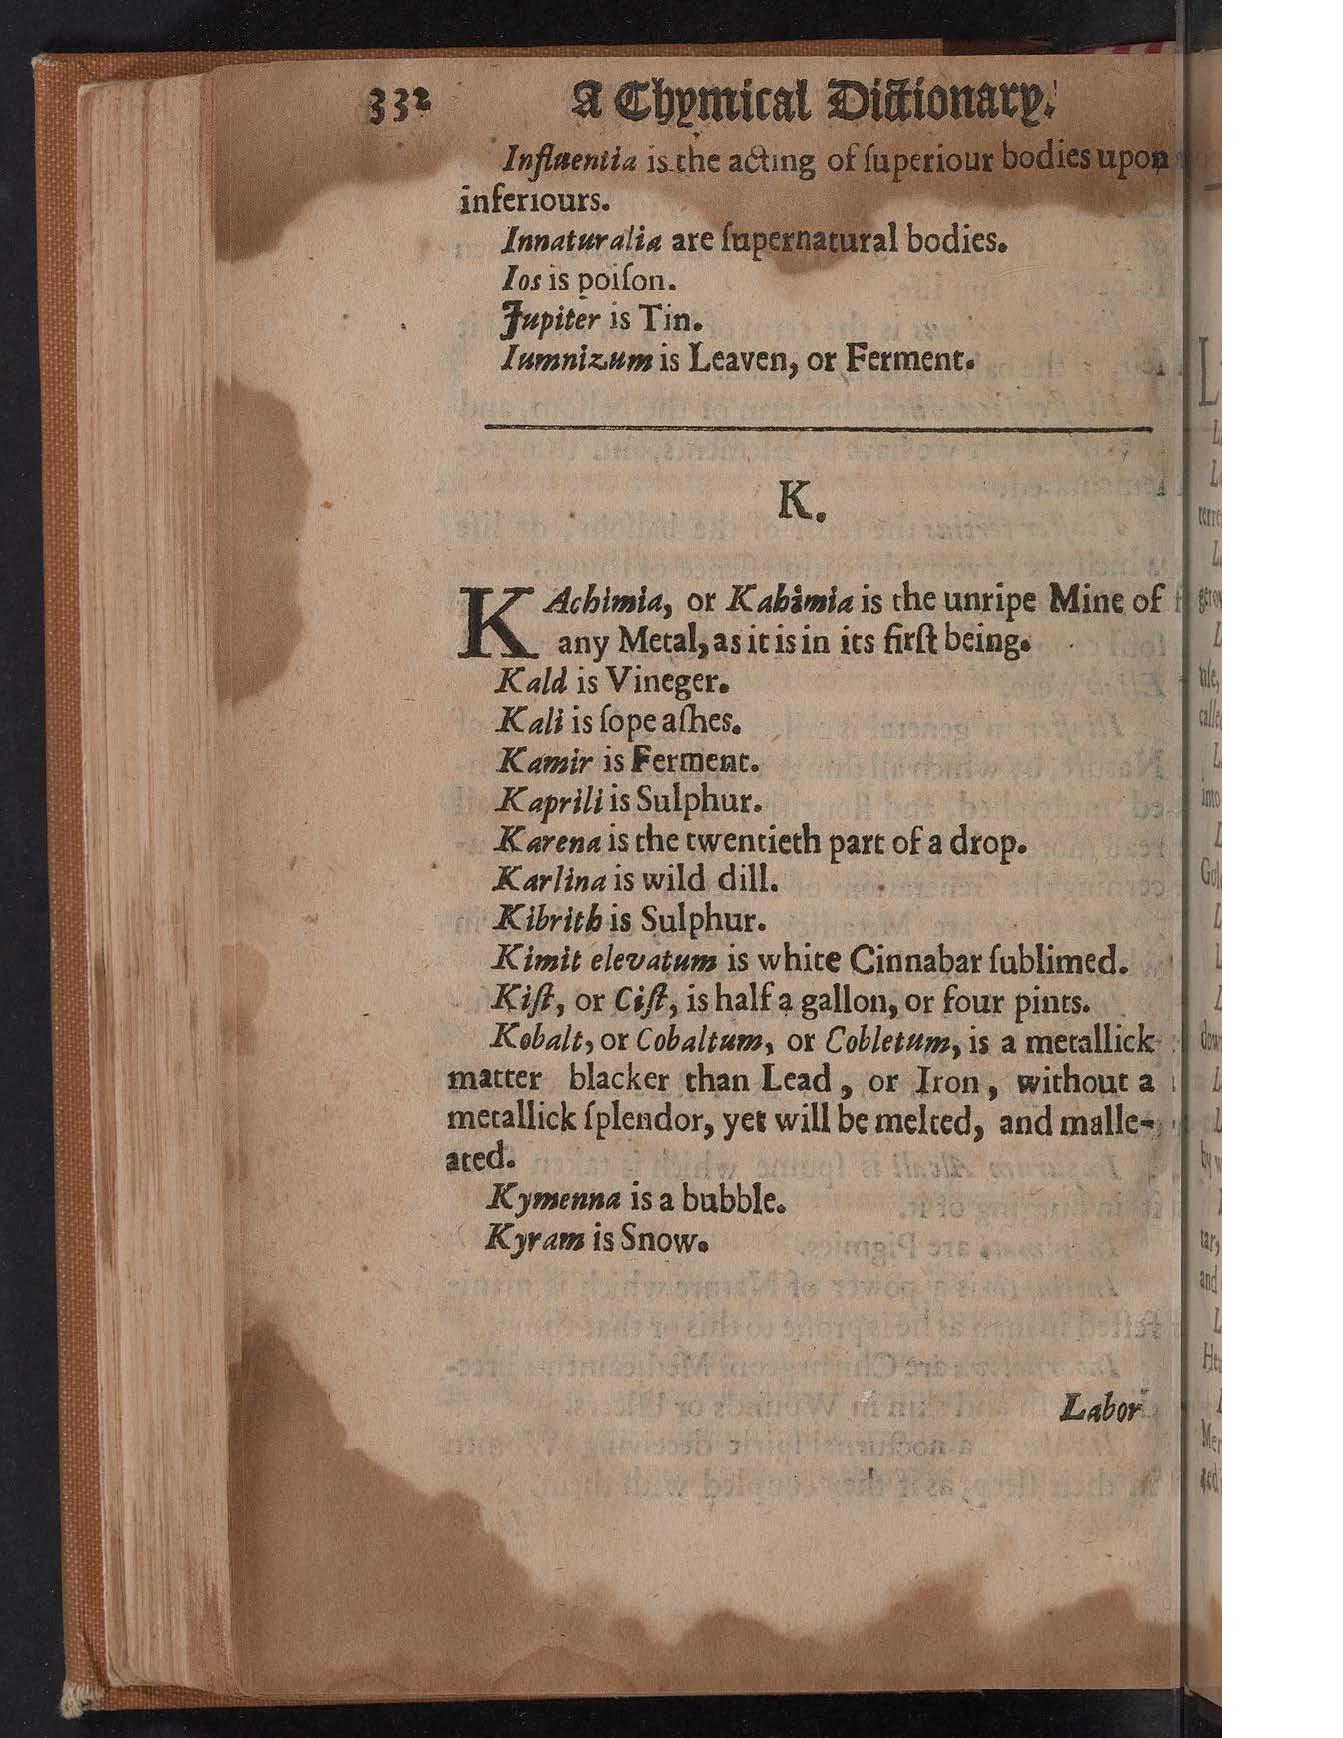 332 A Chymical Dictionary.
Influentia is the acting of ſuperiour bodies upon
inferiours.
Innaturalia are ſupernatural bodies.
Ios is poiſon.
Jupiter is Tin.
Iumnizum is Leaven, or Ferment.
K.
KAchimia, or Kahimia is the unripe Mine of
any Metal, as it is in its firſt being.
Kald is Vineger.
Kali is ſope aſhes.
Kamir is Ferment.
Kaprili is Sulphur.
Karena is the twentieth part of a drop.
Karlina is wild dill.
Kibrith is Sulphur.
Kimit elevatum is white Cinnabar ſublimed.
Kiſt, or Ciſt, is half a gallon, or four pints.
Kobalt, or Cobaltum, or Cobletum, is a metallick
matter blacker than Lead, or Iron, without a
metallick ſplendor, yet will be melted, and malle-
ated.
Kymenna is a bubble.
Kyram is Snow.
Labor